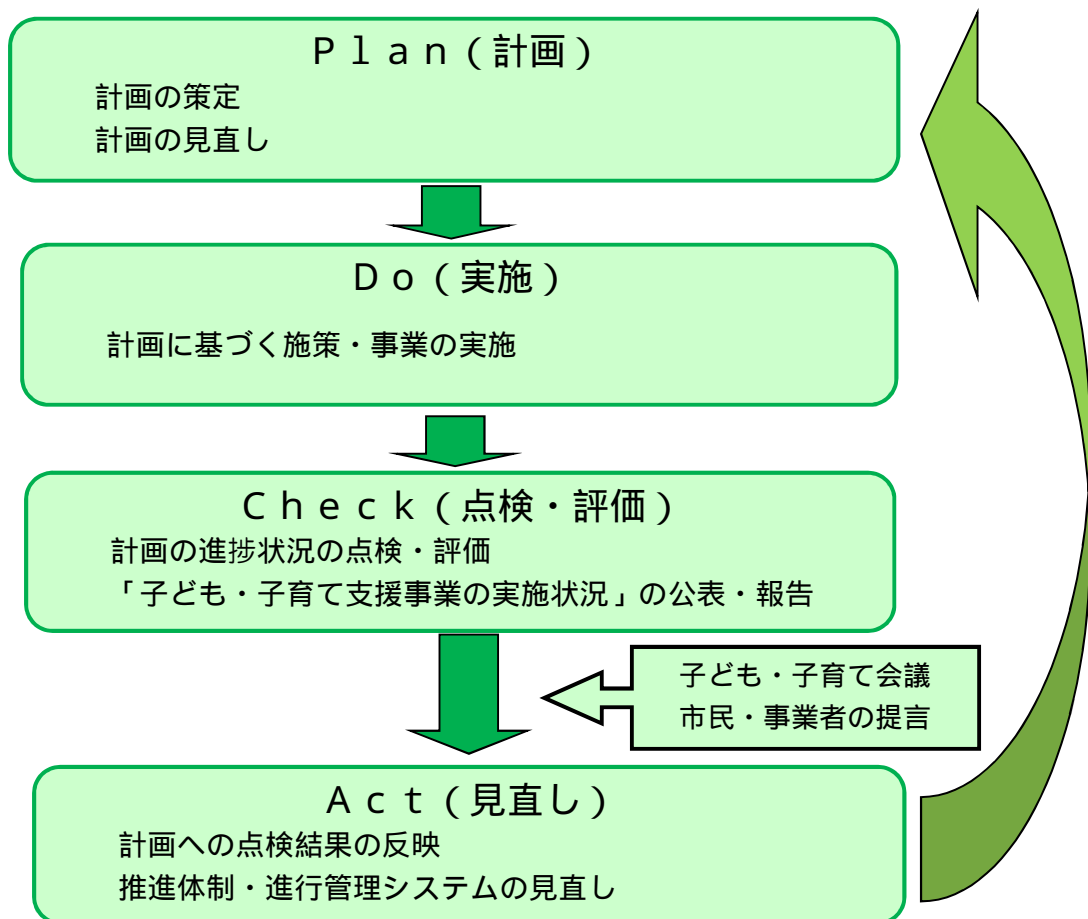 Ｐｌａｎ（計画）
計画の策定
計画の見直し
Ｄｏ（実施）
計画に基づく施策・事業の実施
Ｃｈｅｃｋ（点検・評価）
計画の進捗状況の点検・評価
「子ども・子育て支援事業の実施状況」の公表・報告
子ども・子育て会議
市民・事業者の提言
Ａｃｔ（見直し）
計画への点検結果の反映
推進体制・進行管理システムの見直し